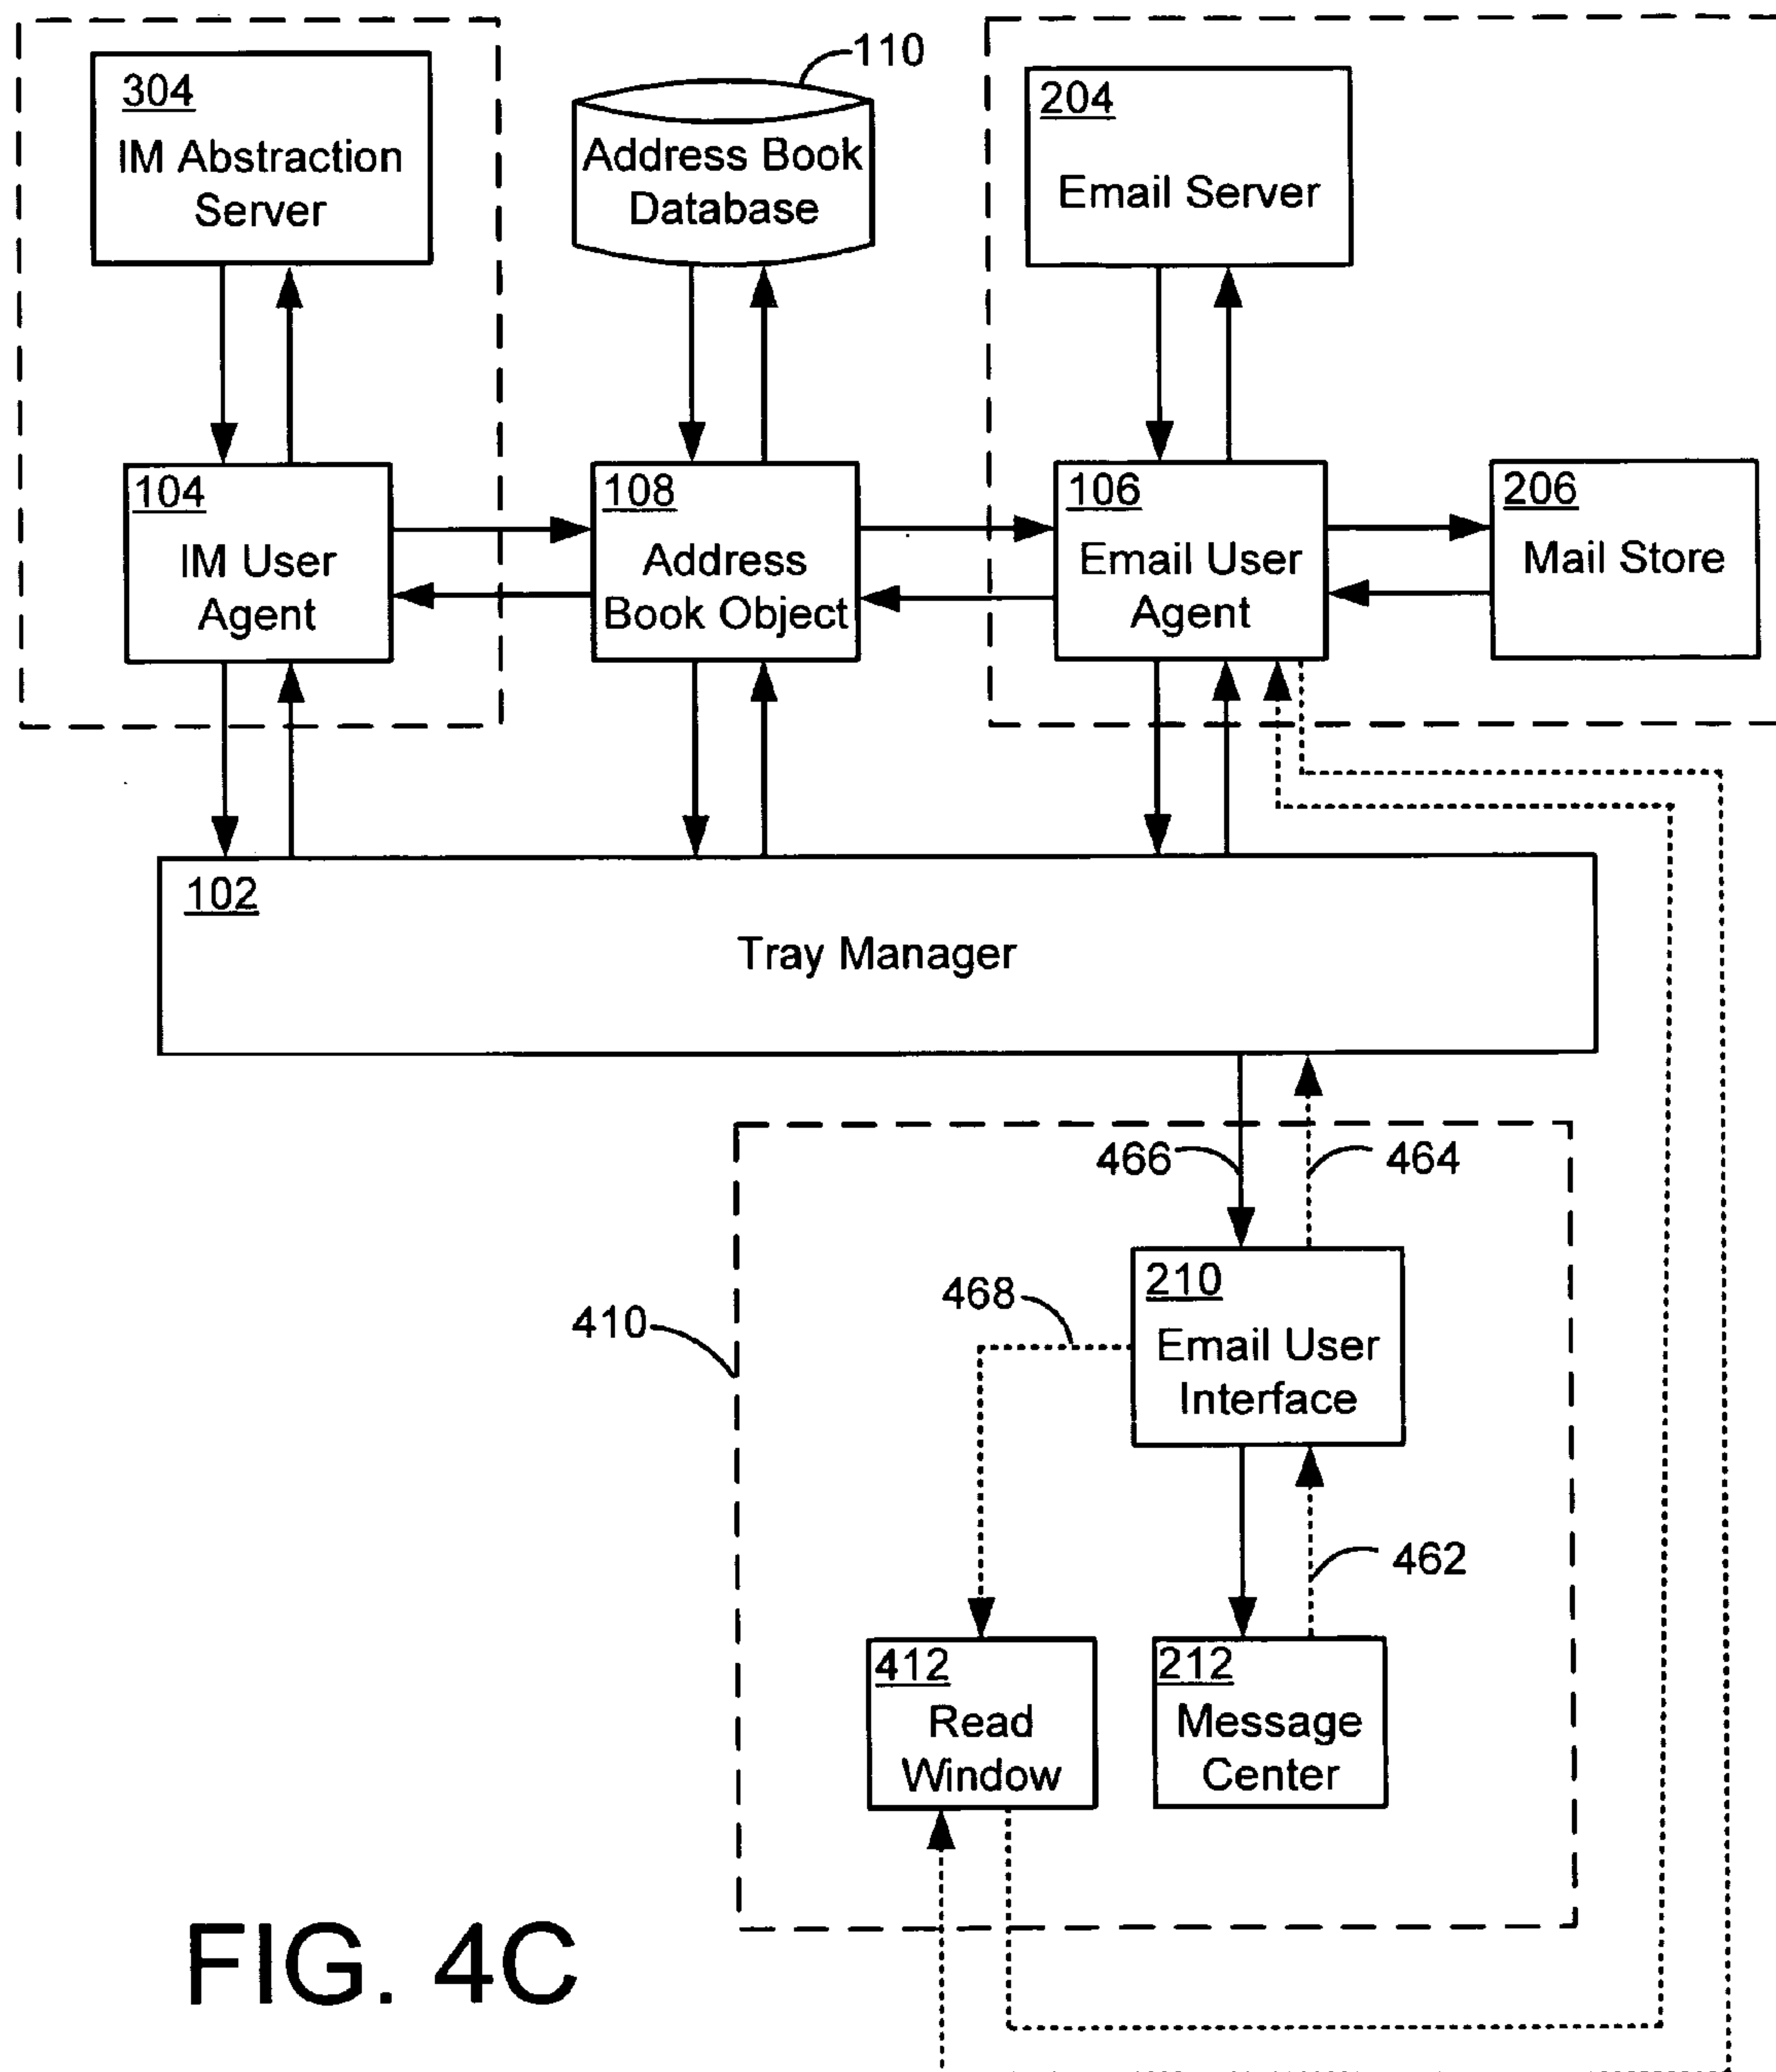 110
304
IM Abstraction
Server
Address Book
Database
204
Email Server
104
IM User
Agent
108
Address
Book Object
106
Email User
Agent
206
Mail Store
102
Tray Manager
466
464
468
410
210
Email User
Interface
462
412
Read
Window
212
Message
Center
FIG. 4C